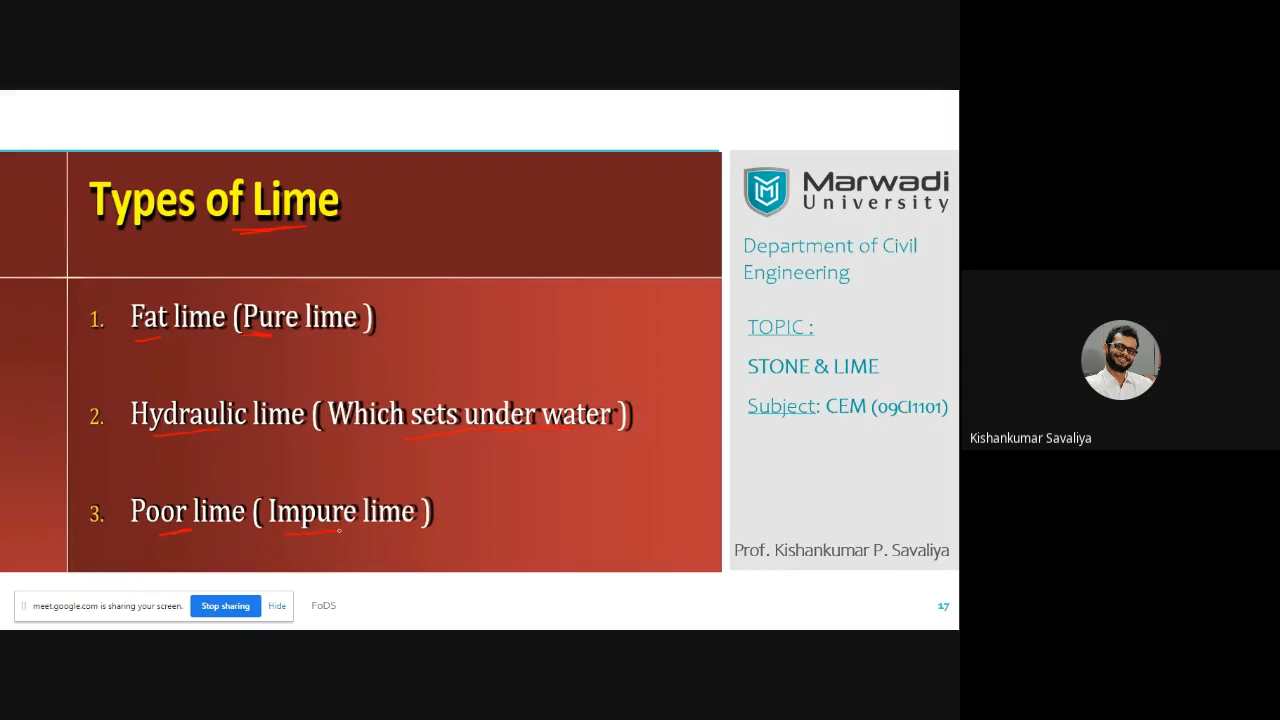 Types of Lime
1. Fat lime (Pure lime )
2. Hydraulic lime ( Which sets under water )
3. Poor lime ( Impure lime )
Marwadi
University
Department of Civil
Engineering
TOPIC :
STONE & LIME
Subject: CEM (09CI1101)
Prof. Kishankumar P. Savaliya
Kishankumar Savaliya
meet.google.com is sharing your screen.
Stop sharing
Hide
FoDS
17